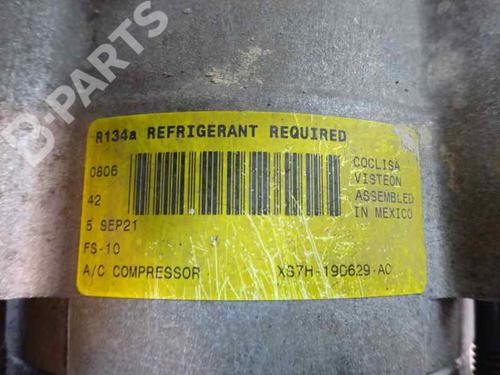 B-PARTS
R134a REFRIGERANT REQUIRED
0806
42
5 SEP21
FS-10
A/C COMPRESSOR
COCLISA
VISTEON
ASSEMBLED
IN MEXICO
XS7H-19D629-AC